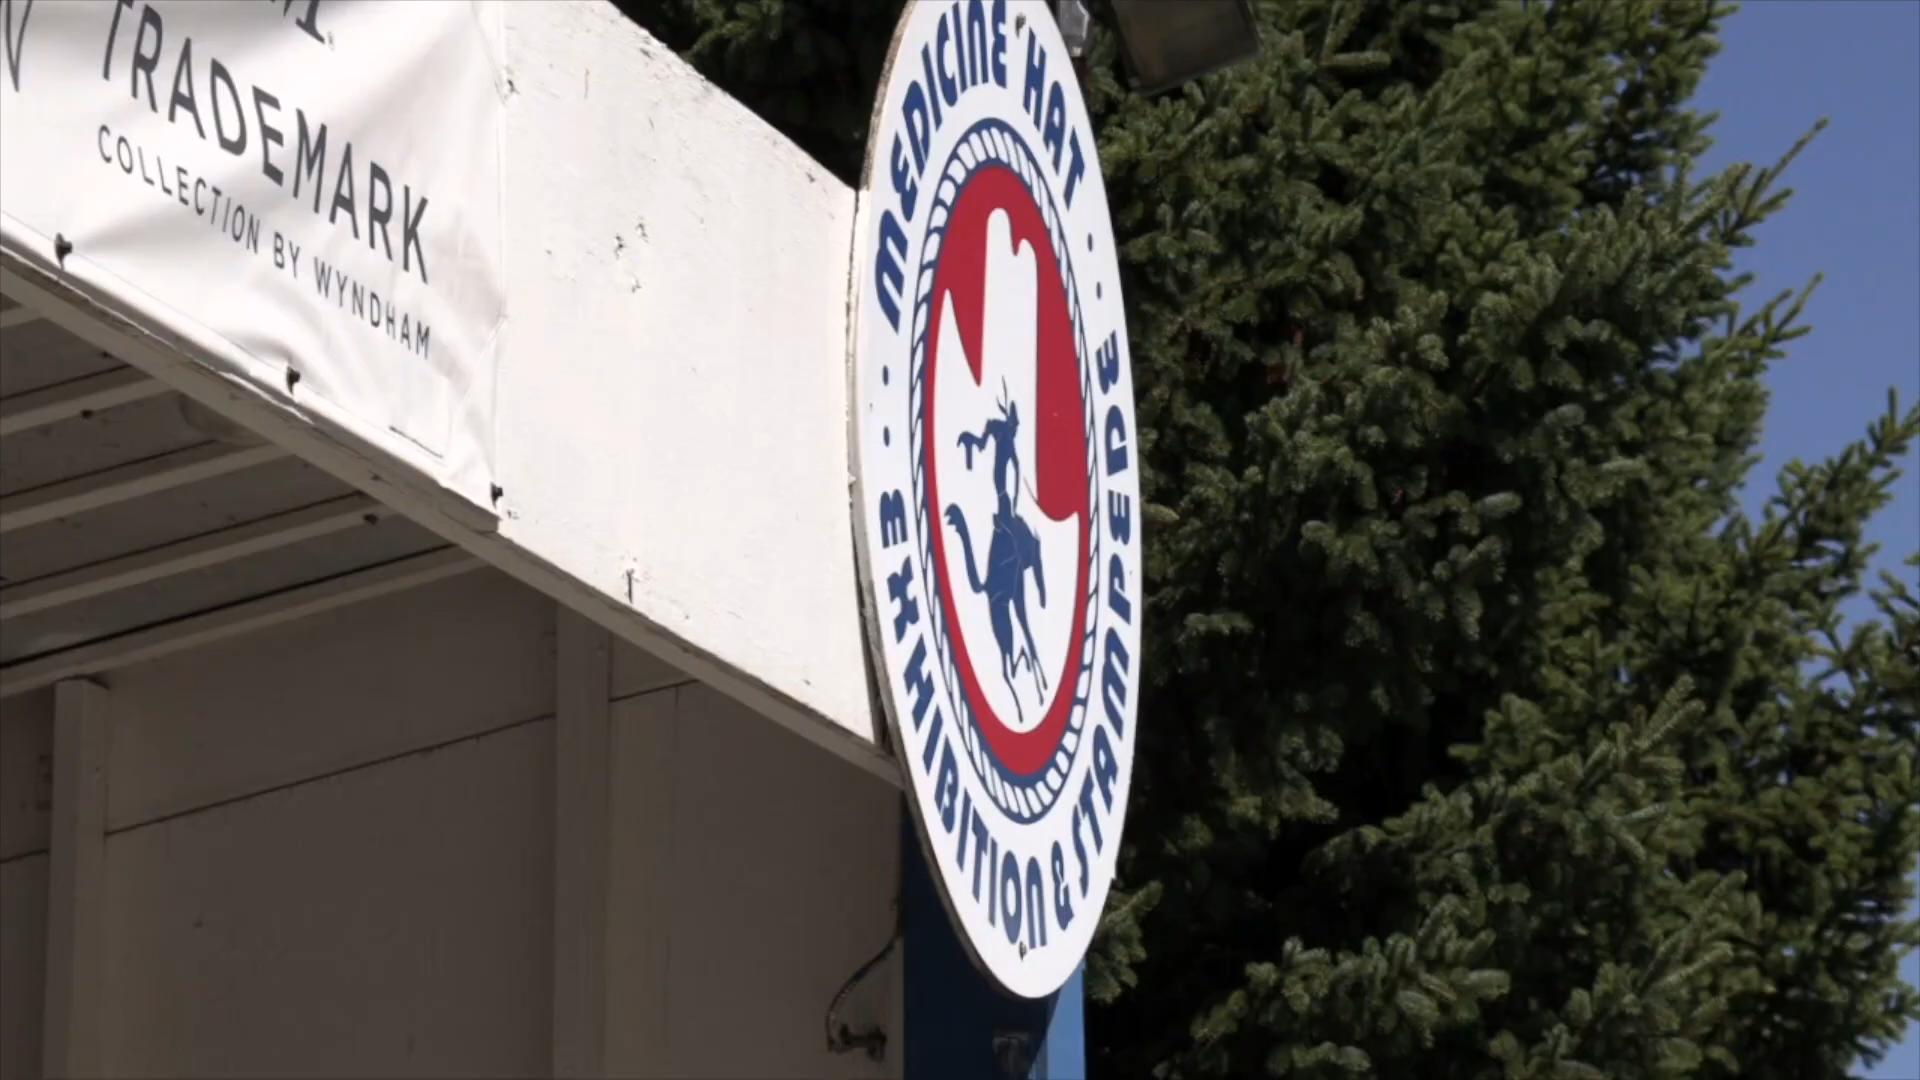 TRADEMARK
COLLECTION BY WYNDHAM
MEDICINE HAT
EXHIBITION & STAMPEDE